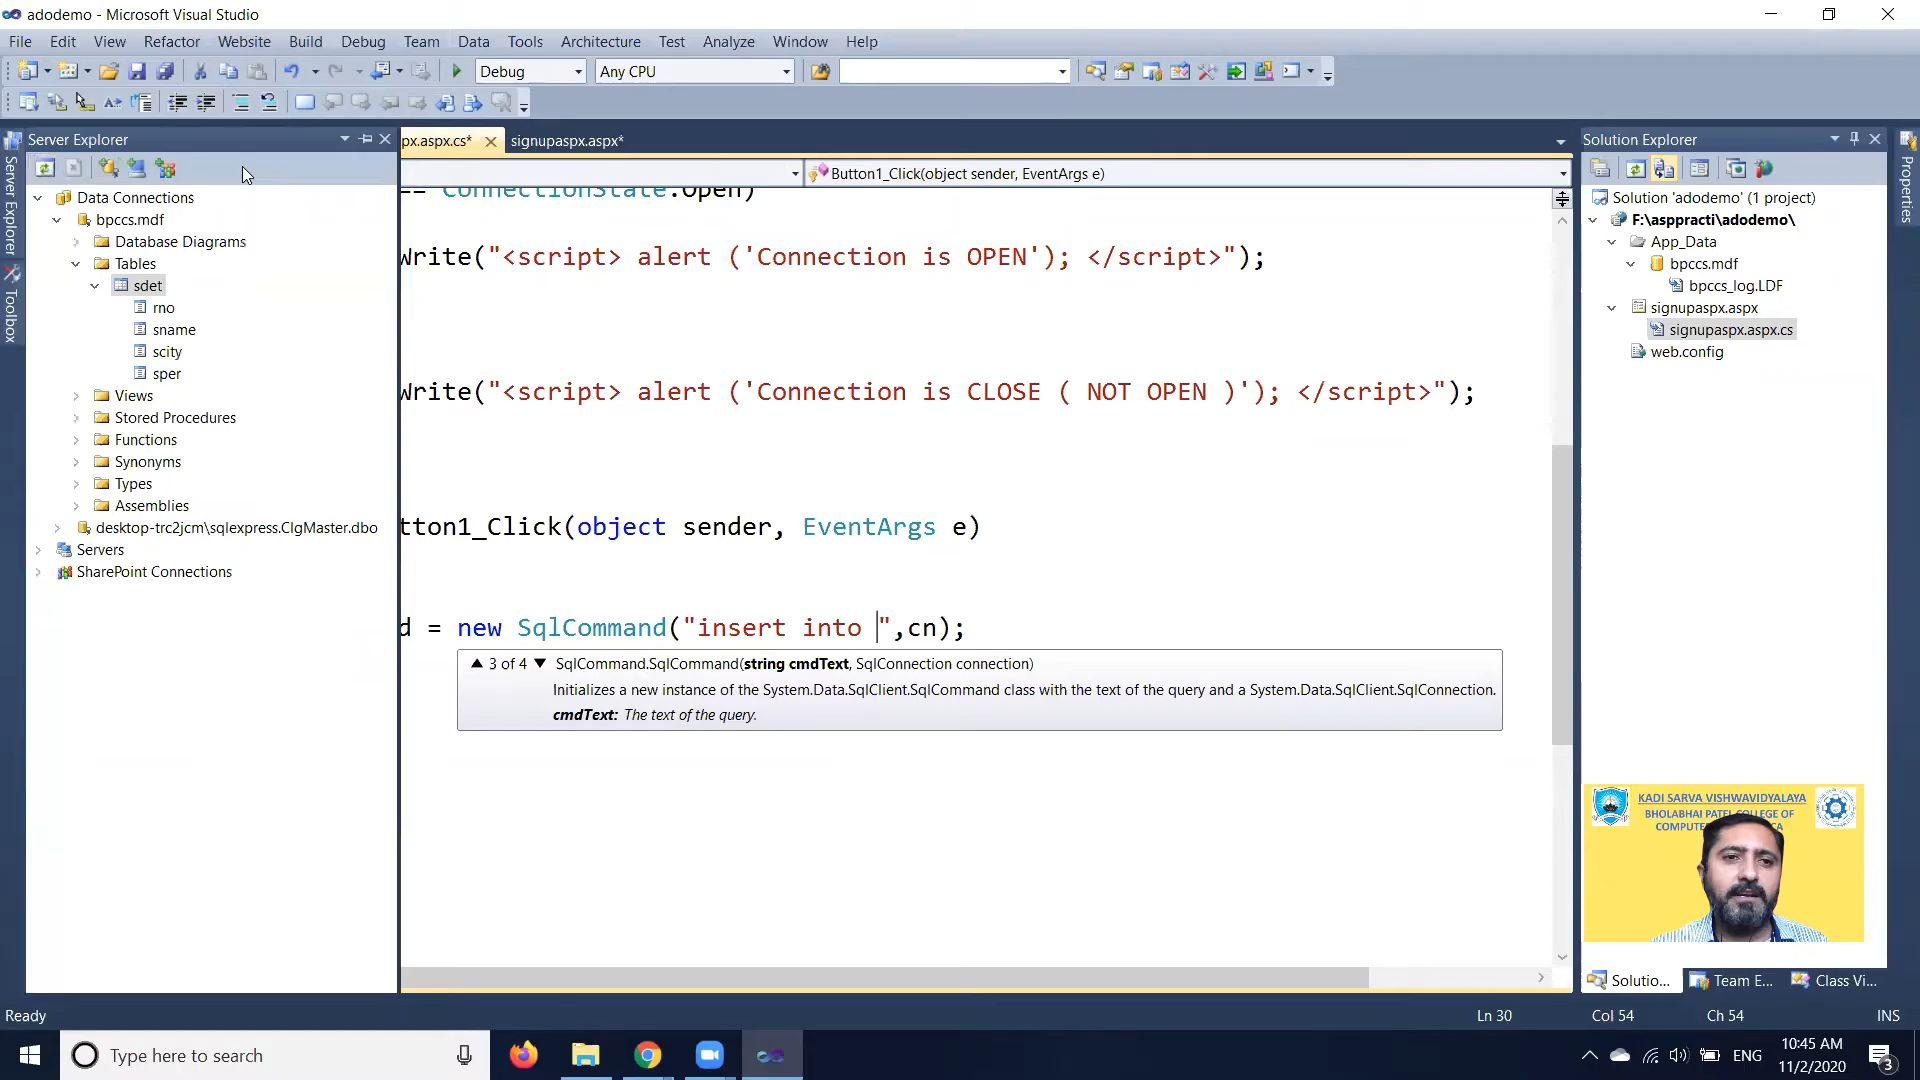 adodemo - Microsoft Visual Studio
File Edit View Refactor Website Build Debug Team Data Tools Architecture Test Analyze Window Help
Debug Any CPU
Server Explorer
px.aspx.cs* signupaspx.aspx*
Solution Explorer
Server Explorer
Toolbox
Properties
Data Connections
bpccs.mdf
Database Diagrams
Tables
sdet
rno
sname
scity
sper
Views
Stored Procedures
Functions
Synonyms
Types
Assemblies
desktop-trc2jcm\sqlexpress.ClgMaster.dbo
Servers
SharePoint Connections
Button1_Click(object sender, EventArgs e)
== ConnectionState.Open)
Write("<script> alert ('Connection is OPEN'); </script>");
Write("<script> alert ('Connection is CLOSE ( NOT OPEN )'); </script>");
tton1_Click(object sender, EventArgs e)
d = new SqlCommand("insert into ",cn);
3 of 4 SqlCommand.SqlCommand(string cmdText, SqlConnection connection)
Initializes a new instance of the System.Data.SqlClient.SqlCommand class with the text of the query and a System.Data.SqlClient.SqlConnection.
cmdText: The text of the query.
Solution 'adodemo' (1 project)
F:\asppracti\adodemo\
App_Data
bpccs.mdf
bpccs_log.LDF
signupaspx.aspx
signupaspx.aspx.cs
web.config
KADI SARVA VISHWAVIDYALAYA
BHOLABHAI PATEL COLLEGE OF
Solutio... Team E... Class Vi...
Ready Ln 30 Col 54 Ch 54 INS
Type here to search
ENG
10:45 AM
11/2/2020
3